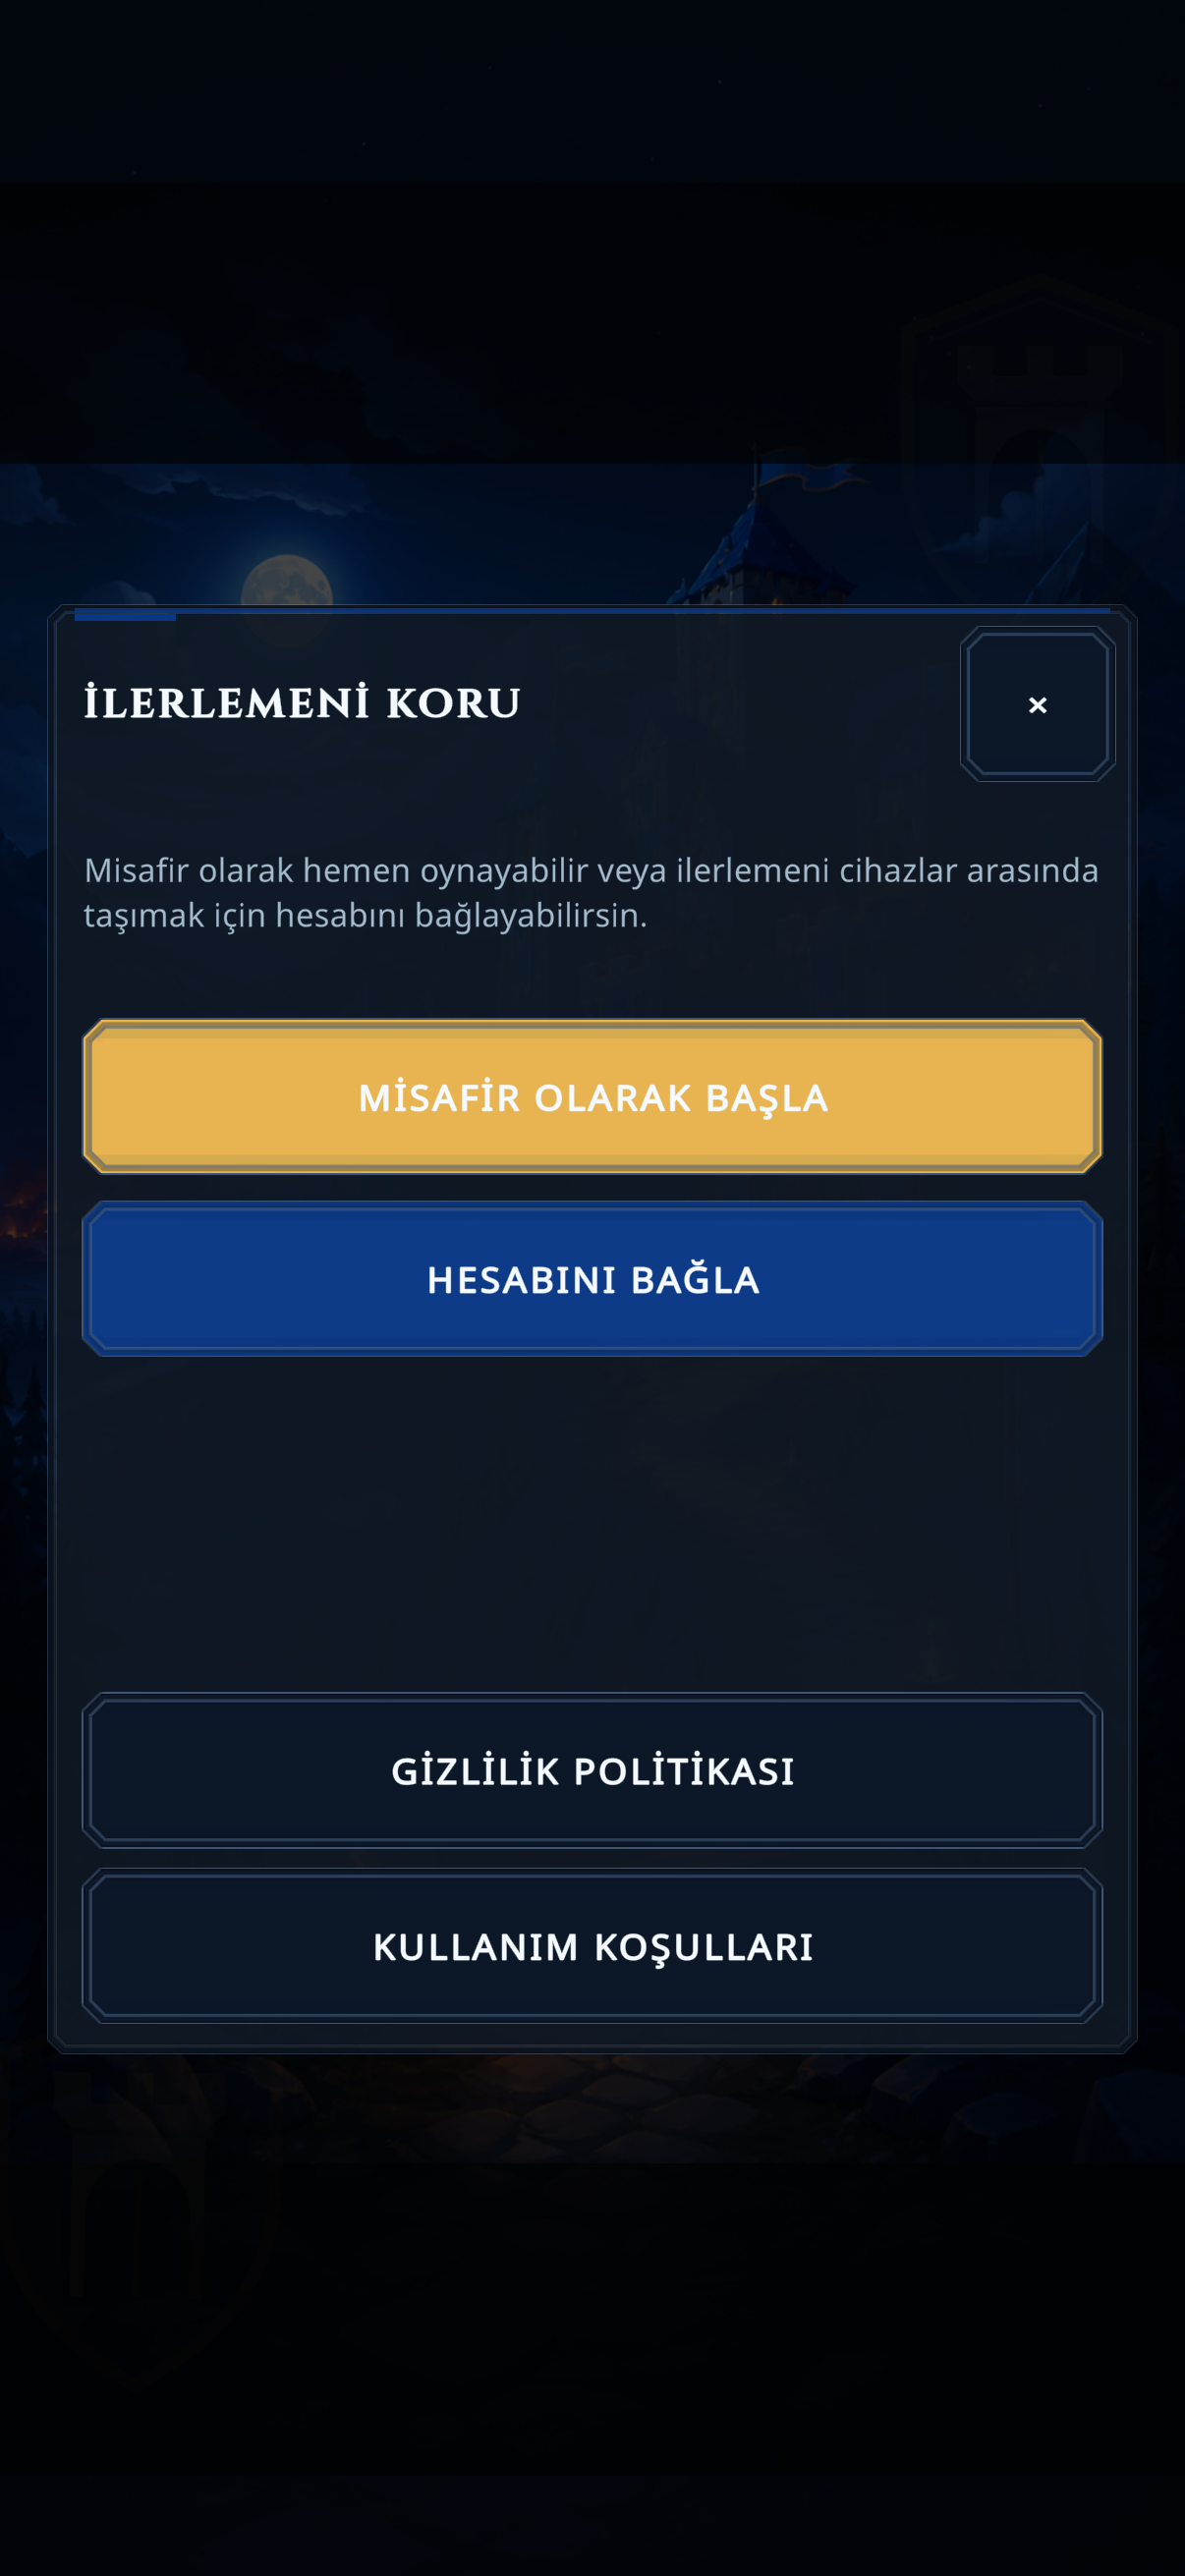 İLERLEMENİ KORU
×
Misafir olarak hemen oynayabilir veya ilerlemeni cihazlar arasında
taşımak için hesabını bağlayabilirsin.
MİSAFİR OLARAK BAŞLA
HESABINI BAĞLA
GİZLİLİK POLİTİKASI
KULLANIM KOŞULLARI